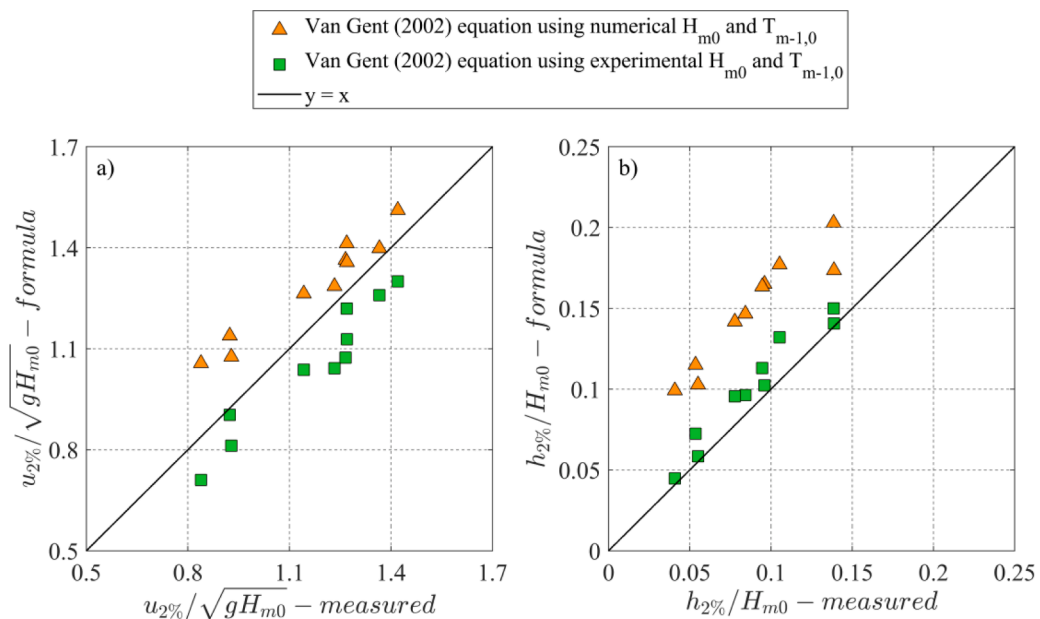 Van Gent (2002) equation using numerical Hm0 and Tm-1,0
Van Gent (2002) equation using experimental Hm0 and Tm-1,0
y = x
a)
1.7
1.4
1.1
0.8
0.5
0.5 0.8 1.1 1.4 1.7
u2%/√gHm0 − formula
u2%/√gHm0 − measured
b)
0.25
0.2
0.15
0.1
0.05
0
0 0.05 0.1 0.15 0.2 0.25
h2%/Hm0 − formula
h2%/Hm0 − measured